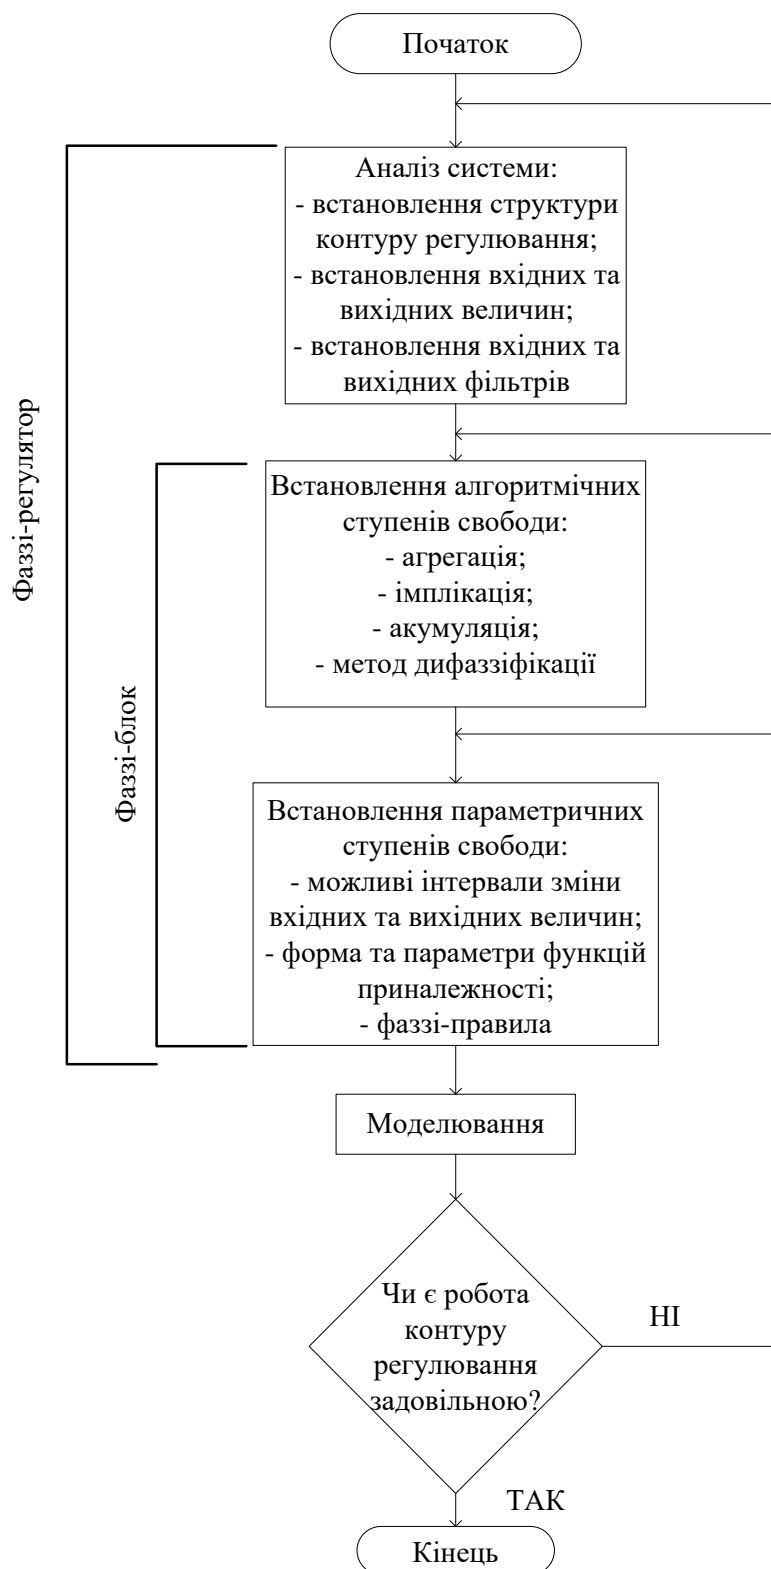 Початок
Аналіз системи:
- встановлення структури
контуру регулювання;
- встановлення вхідних та
вихідних величин;
- встановлення вхідних та
вихідних фільтрів
Фаззі-регулятор
Встановлення алгоритмічних
ступенів свободи:
- агрегація;
- імплікація;
- акумуляція;
- метод дифаззіфікації
Фаззі-блок
Встановлення параметричних
ступенів свободи:
- можливі інтервали зміни
вхідних та вихідних величин;
- форма та параметри функцій
приналежності;
- фаззі-правила
Моделювання
Чи є робота
контуру
регулювання
задовільною?
НІ
ТАК
Кінець